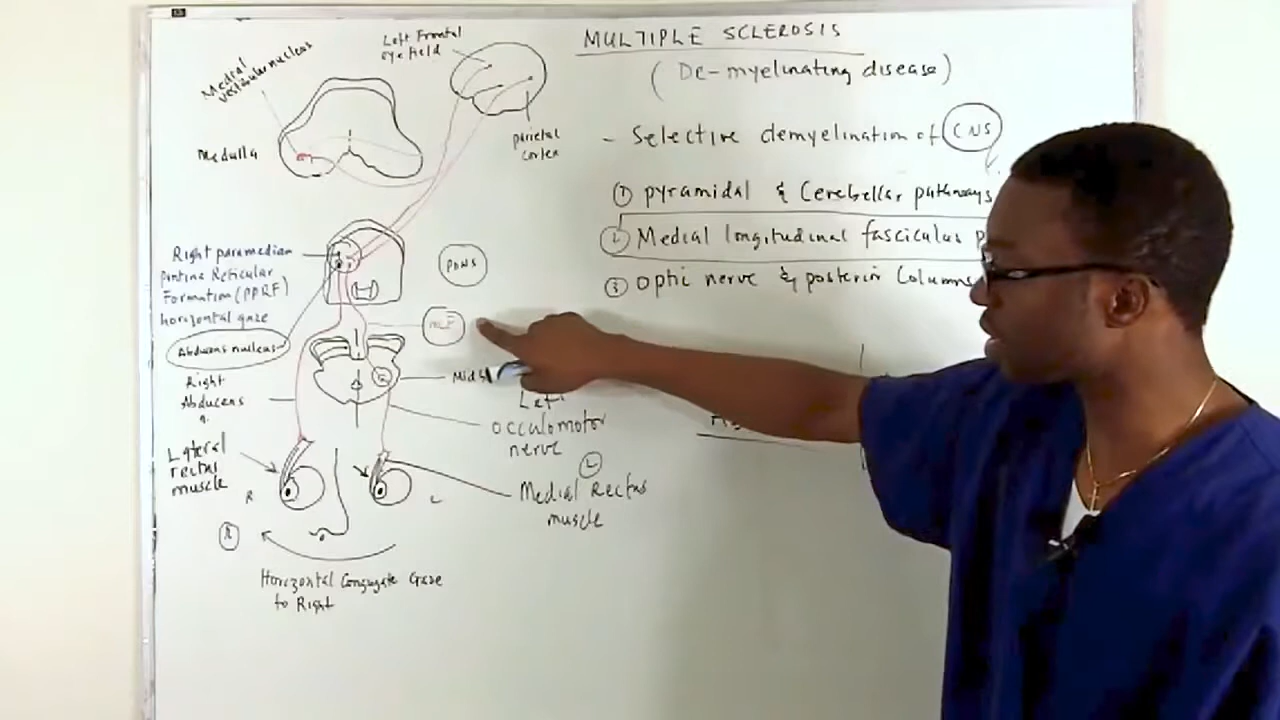 Left Frontal
eye field
Medial
vestibular nucleus
Medulla
parietal
cortex
Right paramedian
Pontine Reticular
Formation (PPRF)
horizontal gaze
Abducens nucleus
Pons
MLF
Right
Abducens
n.
Mid
Left
occulomotor
nerve
Lateral
rectus
muscle
R
L
L
Medial Rectus
muscle
R
Horizontal Conjugate Gaze
to Right
MULTIPLE SCLEROSIS
(De-myelinating disease)
- Selective demyelination of CNS
① pyramidal & Cerebellar pathways
② Medial longitudinal fasciculus
③ optic nerve & posterior Columns